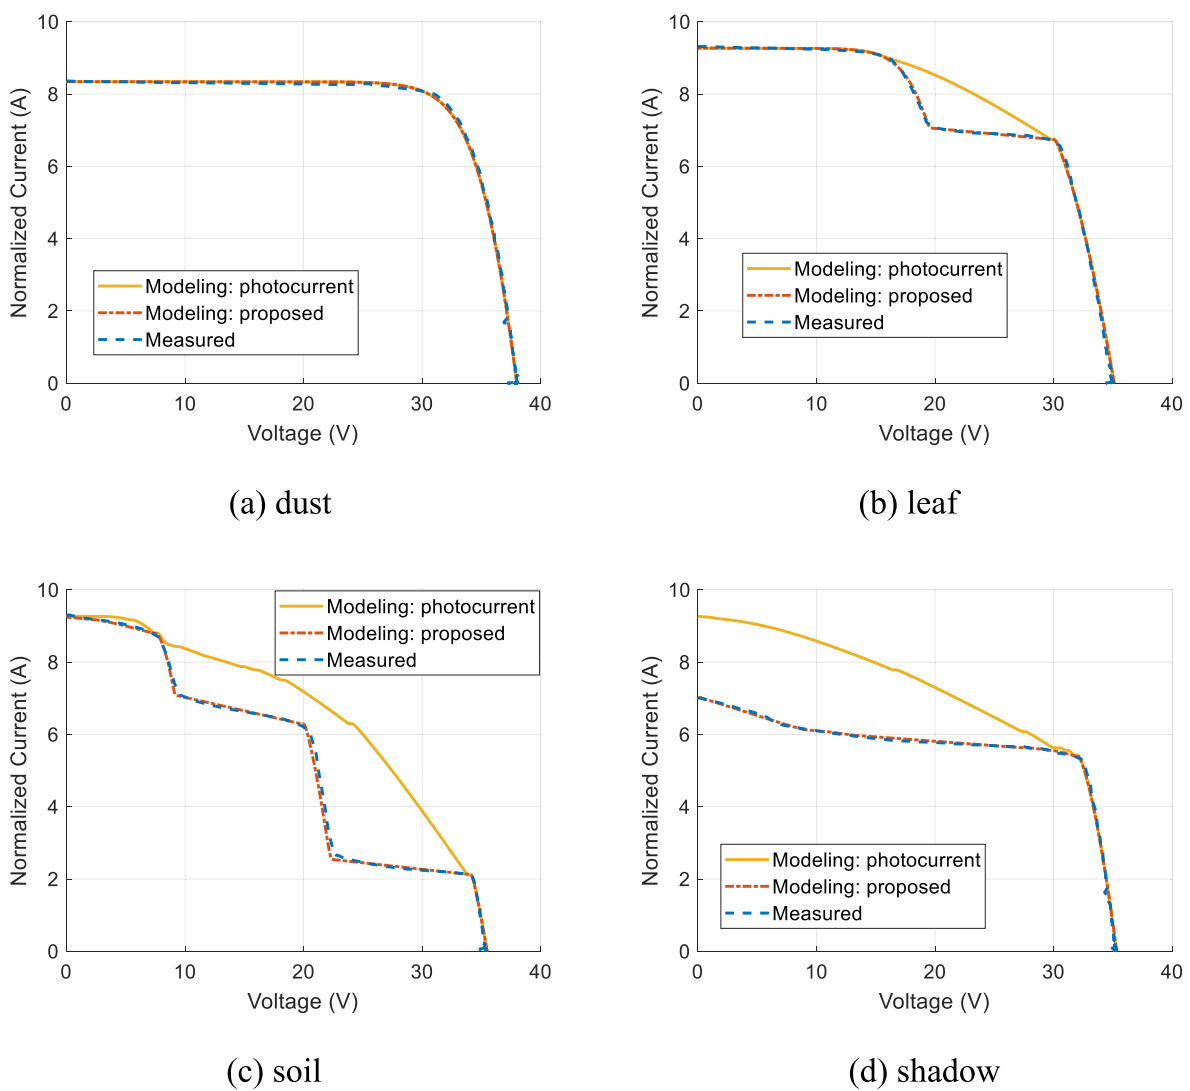 10
8
6
4
2
0
Normalized Current (A)
Modeling: photocurrent
Modeling: proposed
Measured
0 10 20 30 40
Voltage (V)
(a) dust
10
8
6
4
2
0
Normalized Current (A)
Modeling: photocurrent
Modeling: proposed
Measured
0 10 20 30 40
Voltage (V)
(b) leaf
10
8
6
4
2
0
Normalized Current (A)
Modeling: photocurrent
Modeling: proposed
Measured
0 10 20 30 40
Voltage (V)
(c) soil
10
8
6
4
2
0
Normalized Current (A)
Modeling: photocurrent
Modeling: proposed
Measured
0 10 20 30 40
Voltage (V)
(d) shadow